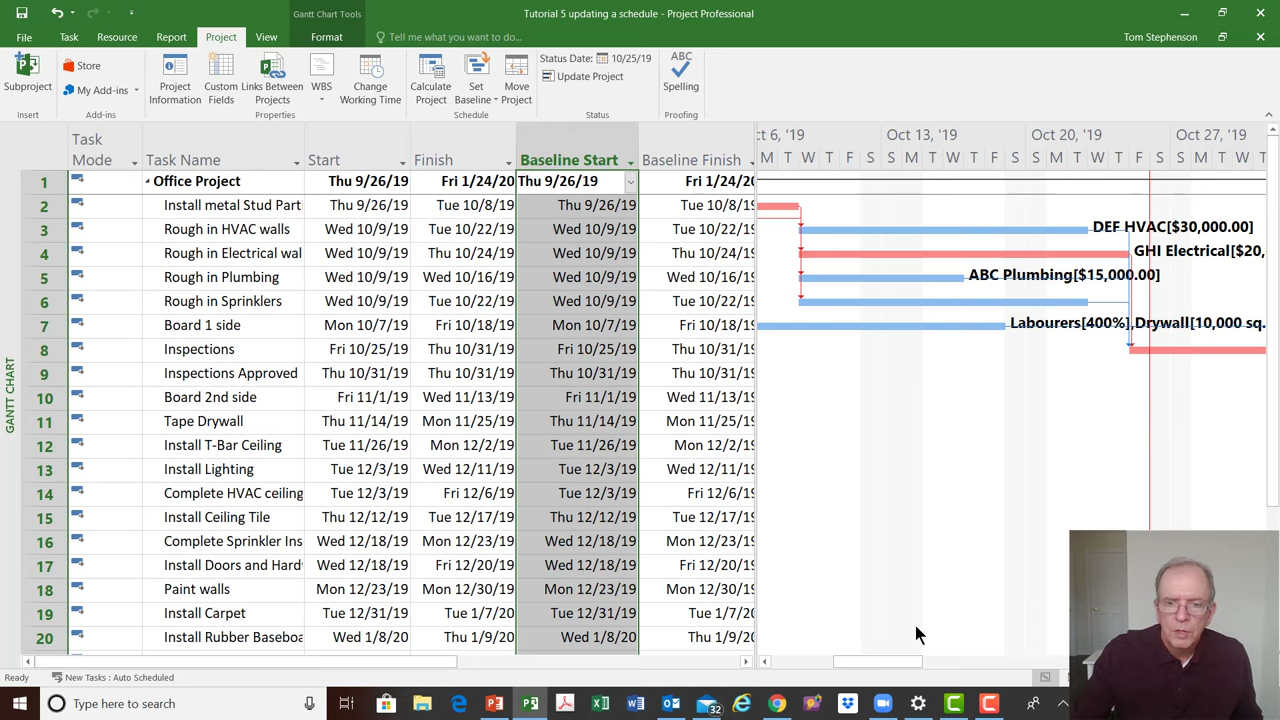 Gantt Chart Tools
Tutorial 5 updating a schedule - Project Professional
File Task Resource Report Project View Format Tell me what you want to do... Tom Stephenson
Subproject
Insert
Store
My Add-ins
Add-ins
Project Information
Custom Fields
Links Between Projects
WBS
Change Working Time
Properties
Calculate Project
Set Baseline
Move Project
Schedule
Status Date: 10/25/19
Update Project
Status
ABC
Spelling
Proofing
Task Mode Task Name Start Finish Baseline Start Baseline Finish
1 Office Project Thu 9/26/19 Fri 1/24/20 Thu 9/26/19 Fri 1/24/20
2 Install metal Stud Parti Thu 9/26/19 Tue 10/8/19 Thu 9/26/19 Tue 10/8/19
3 Rough in HVAC walls Wed 10/9/19 Tue 10/22/19 Wed 10/9/19 Tue 10/22/19
4 Rough in Electrical wal Wed 10/9/19 Thu 10/24/19 Wed 10/9/19 Thu 10/24/19
5 Rough in Plumbing Wed 10/9/19 Wed 10/16/19 Wed 10/9/19 Wed 10/16/19
6 Rough in Sprinklers Wed 10/9/19 Tue 10/22/19 Wed 10/9/19 Tue 10/22/19
7 Board 1 side Mon 10/7/19 Fri 10/18/19 Mon 10/7/19 Fri 10/18/19
8 Inspections Fri 10/25/19 Thu 10/31/19 Fri 10/25/19 Thu 10/31/19
9 Inspections Approved Thu 10/31/19 Thu 10/31/19 Thu 10/31/19 Thu 10/31/19
10 Board 2nd side Fri 11/1/19 Wed 11/13/19 Fri 11/1/19 Wed 11/13/19
11 Tape Drywall Thu 11/14/19 Mon 11/25/19 Thu 11/14/19 Mon 11/25/19
12 Install T-Bar Ceiling Tue 11/26/19 Mon 12/2/19 Tue 11/26/19 Mon 12/2/19
13 Install Lighting Tue 12/3/19 Wed 12/11/19 Tue 12/3/19 Wed 12/11/19
14 Complete HVAC ceiling Tue 12/3/19 Fri 12/6/19 Tue 12/3/19 Fri 12/6/19
15 Install Ceiling Tile Thu 12/12/19 Tue 12/17/19 Thu 12/12/19 Tue 12/17/19
16 Complete Sprinkler Ins Wed 12/18/19 Mon 12/23/19 Wed 12/18/19 Mon 12/23/19
17 Install Doors and Hard Wed 12/18/19 Fri 12/20/19 Wed 12/18/19 Fri 12/20/19
18 Paint walls Mon 12/23/19 Mon 12/30/19 Mon 12/23/19 Mon 12/30/19
19 Install Carpet Tue 12/31/19 Tue 1/7/20 Tue 12/31/19 Tue 1/7/20
20 Install Rubber Baseboa Wed 1/8/20 Thu 1/9/20 Wed 1/8/20 Thu 1/9/20
GANTT CHART
ct 6, '19 Oct 13, '19 Oct 20, '19 Oct 27, '19
M T W T F S S M T W T F S S M T W T F S S M T W T
DEF HVAC[$30,000.00]
GHI Electrical[$20,
ABC Plumbing[$15,000.00]
Labourers[400%],Drywall[10,000 sq.
Ready New Tasks : Auto Scheduled
Type here to search
32